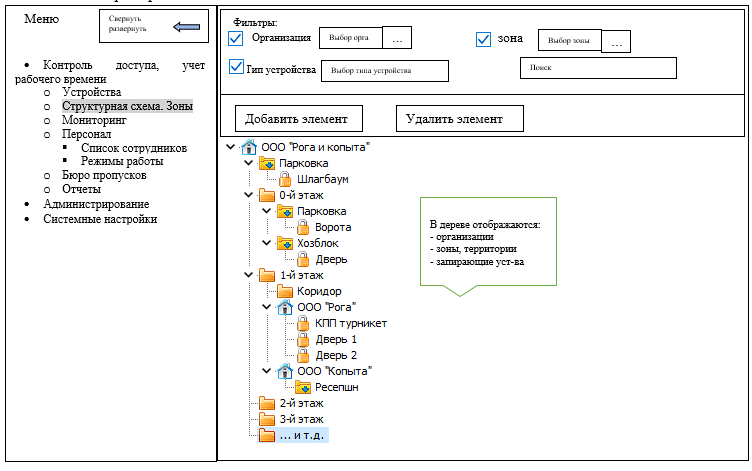 Меню
Свернуть
развернуть
Контроль доступа, учет
рабочего времени
Устройства
Структурная схема. Зоны
Мониторинг
Персонал
Список сотрудников
Режимы работы
Бюро пропусков
Отчеты
Администрирование
Системные настройки
Фильтры:
Организация
Выбор орга
...
зона
Выбор зоны
...
Тип устройства
Выбор типа устройства
Поиск
Добавить элемент
Удалить элемент
ООО "Рога и копыта"
Парковка
Шлагбаум
0-й этаж
Парковка
Ворота
Хозблок
Дверь
1-й этаж
Коридор
ООО "Рога"
КПП турникет
Дверь 1
Дверь 2
ООО "Копыта"
Ресепшн
2-й этаж
3-й этаж
... и т.д.
В дереве отображаются:
- организации
- зоны, территории
- запирающие уст-ва